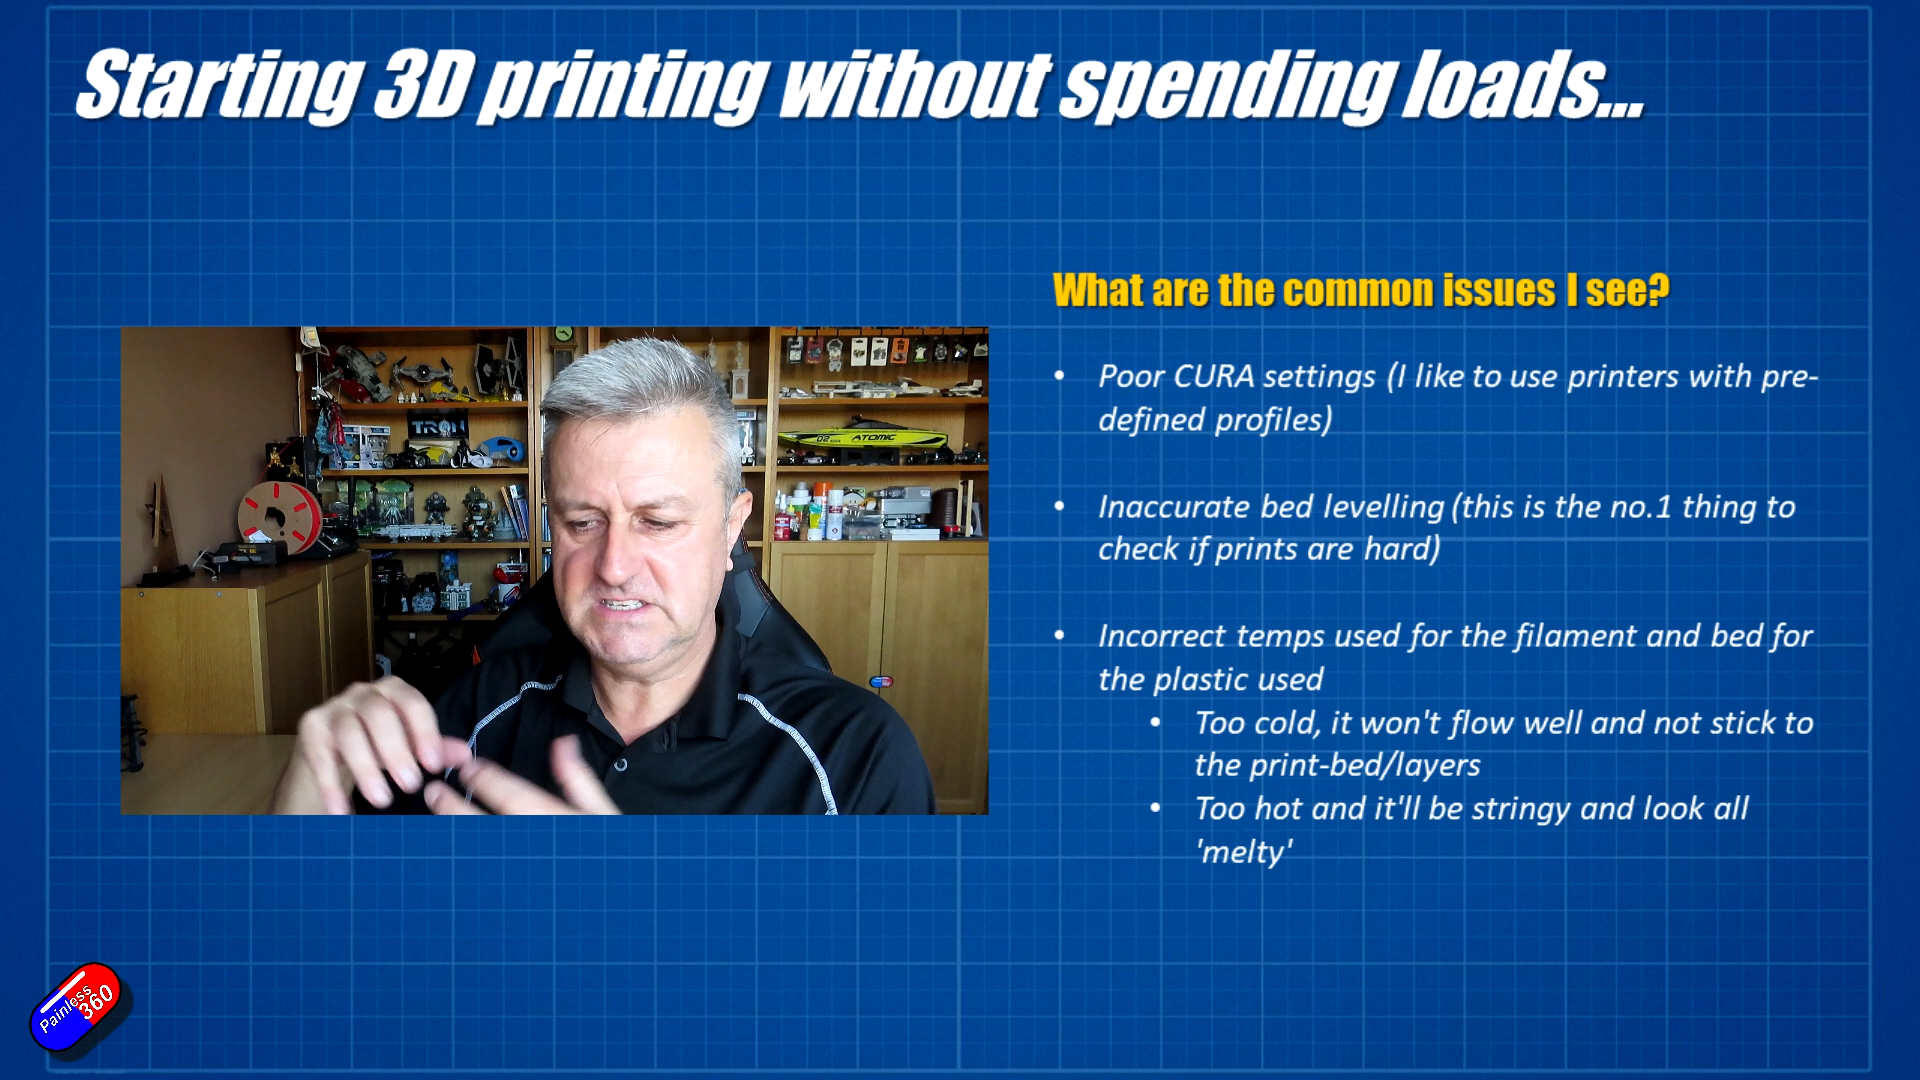 Starting 3D printing without spending loads...
What are the common issues I see?
• Poor CURA settings (I like to use printers with pre-
defined profiles)
• Inaccurate bed levelling (this is the no.1 thing to
check if prints are hard)
• Incorrect temps used for the filament and bed for
the plastic used
• Too cold, it won't flow well and not stick to
the print-bed/layers
• Too hot and it'll be stringy and look all
'melty'
TRON
ATOMIC
Painless
360